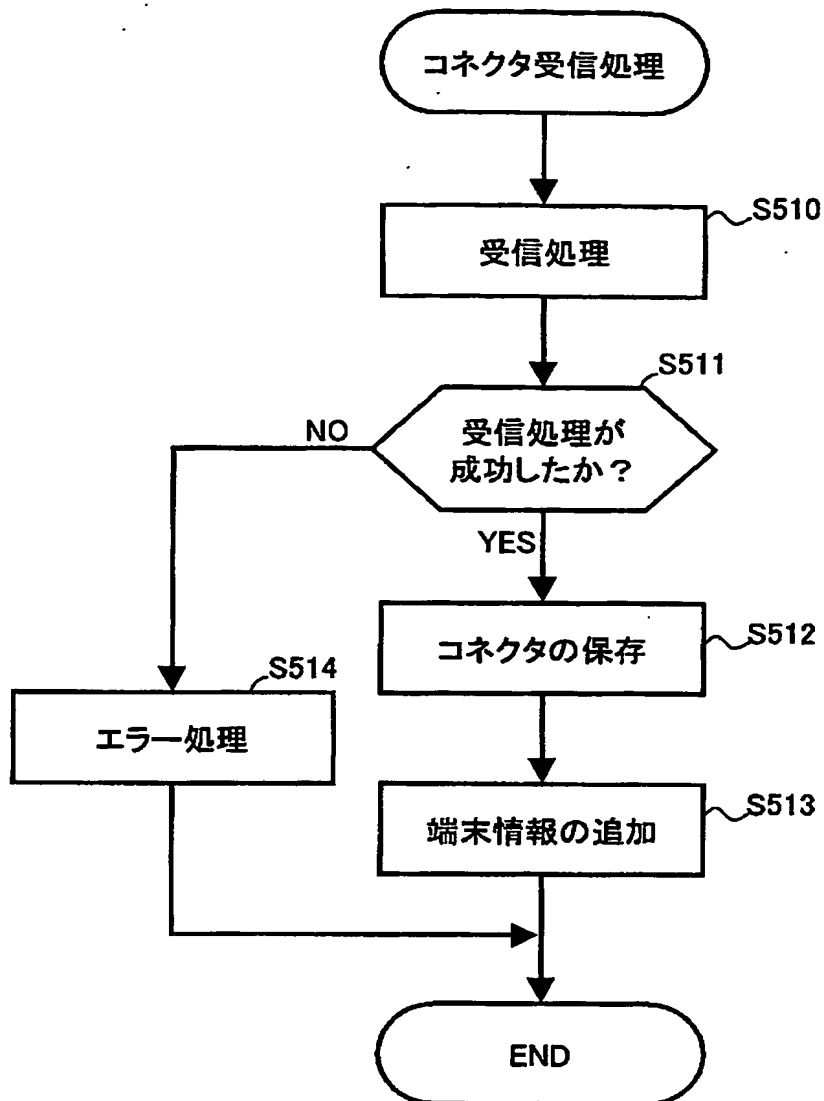 コネクタ受信処理
S510
受信処理
S511
受信処理が
成功したか？
NO
YES
S512
コネクタの保存
S514
エラー処理
S513
端末情報の追加
END